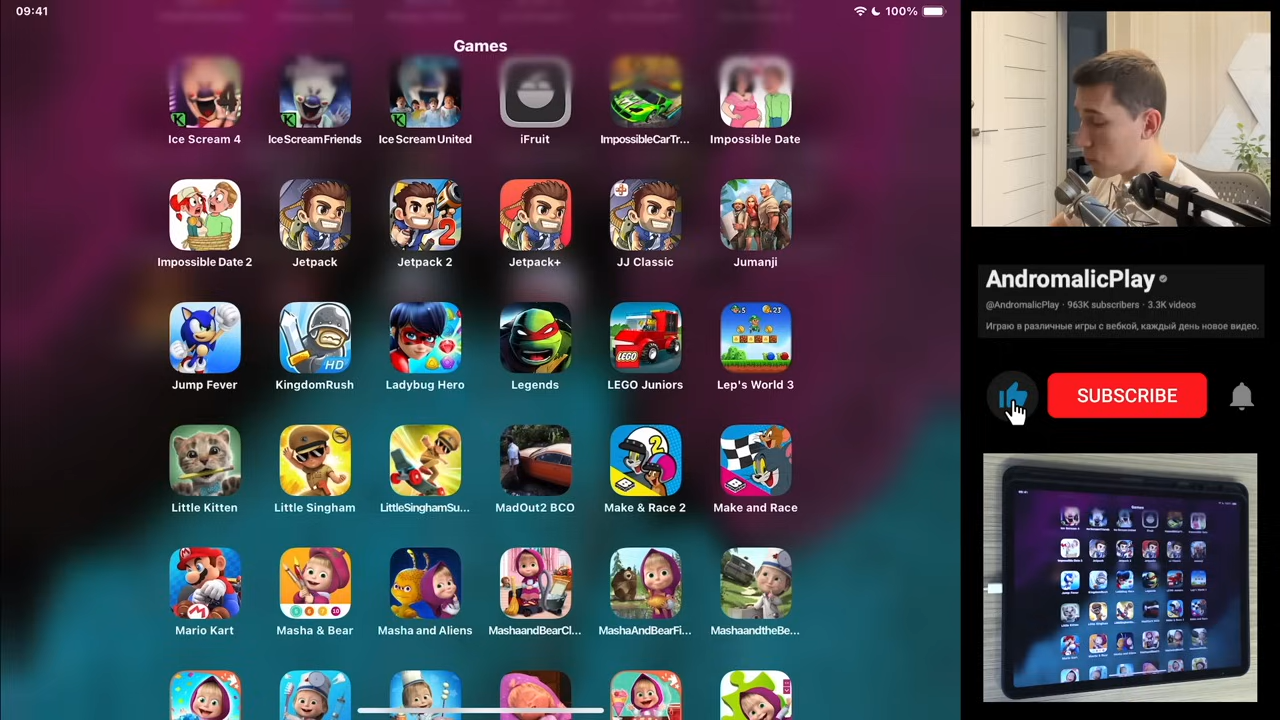 09:41
100%
Games
Ice Scream 4
Ice Scream Friends
Ice Scream United
iFruit
ImpossibleCarTr...
Impossible Date
Impossible Date 2
Jetpack
Jetpack 2
Jetpack+
JJ Classic
Jumanji
Jump Fever
KingdomRush
Ladybug Hero
Legends
LEGO Juniors
Lep's World 3
Little Kitten
Little Singham
LittleSinghamSu...
MadOut2 BCO
Make & Race 2
Make and Race
Mario Kart
Masha & Bear
Masha and Aliens
MashaandBearCl...
MashaAndBearFi...
MashaandtheBe...
AndromalicPlay
@AndromalicPlay · 963K subscribers · 3.3K videos
Играю в различные игры с вебкой, каждый день новое видео.
SUBSCRIBE